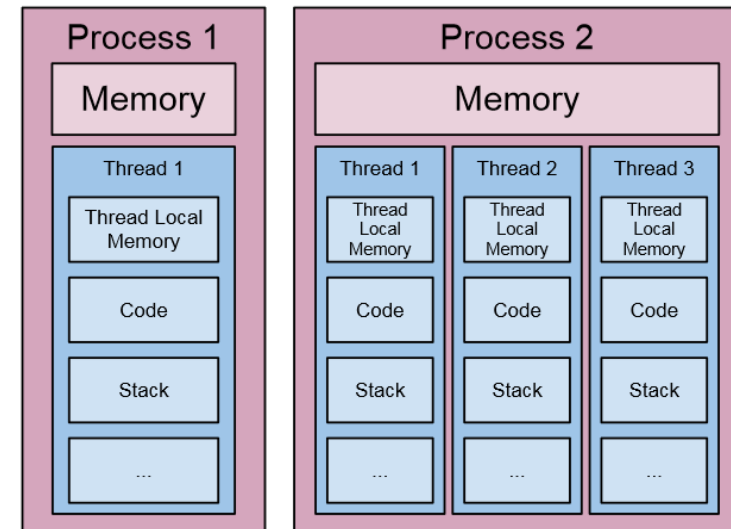 Process 1
Memory
Thread 1
Thread Local
Memory
Code
Stack
...
Process 2
Memory
Thread 1
Thread
Local
Memory
Code
Stack
...
Thread 2
Thread
Local
Memory
Code
Stack
...
Thread 3
Thread
Local
Memory
Code
Stack
...